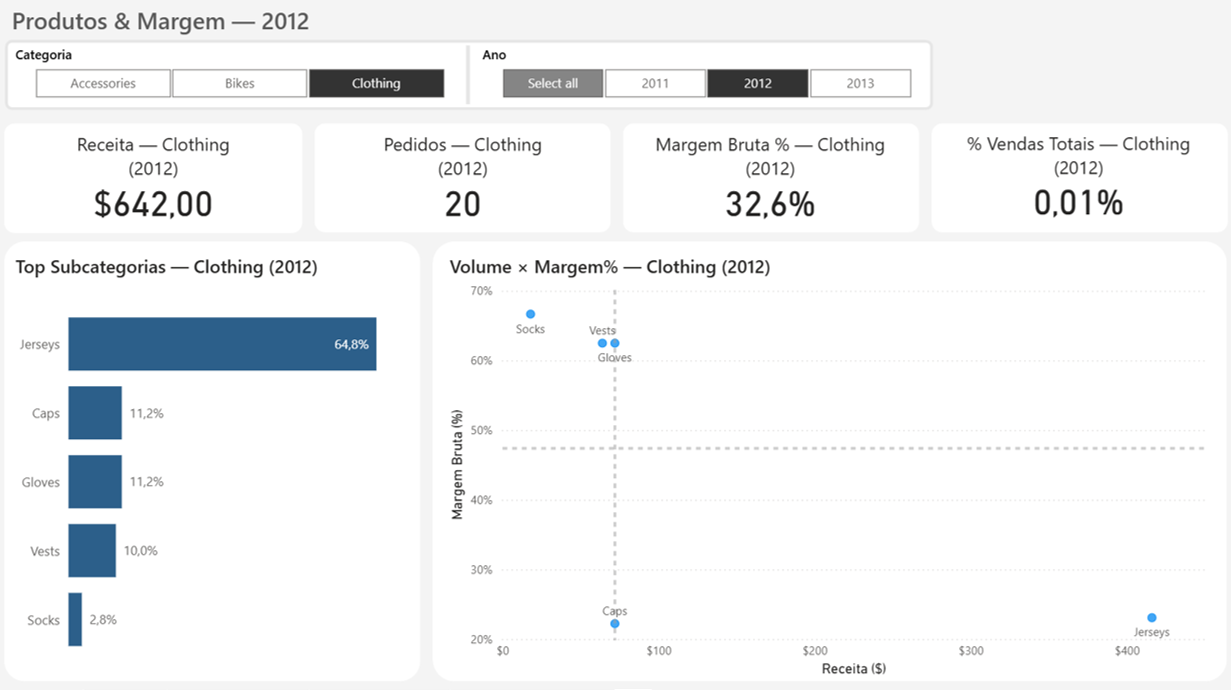 Produtos & Margem — 2012
Categoria
Accessories
Bikes
Clothing
Ano
Select all
2011
2012
2013
Receita — Clothing
(2012)
$642,00
Pedidos — Clothing
(2012)
20
Margem Bruta % — Clothing
(2012)
32,6%
% Vendas Totais — Clothing
(2012)
0,01%
Top Subcategorias — Clothing (2012)
Jerseys
64,8%
Caps
11,2%
Gloves
11,2%
Vests
10,0%
Socks
2,8%
Volume × Margem% — Clothing (2012)
Margem Bruta (%)
70%
60%
50%
40%
30%
20%
Socks
Vests
Gloves
Caps
Jerseys
$0
$100
$200
$300
$400
Receita ($)